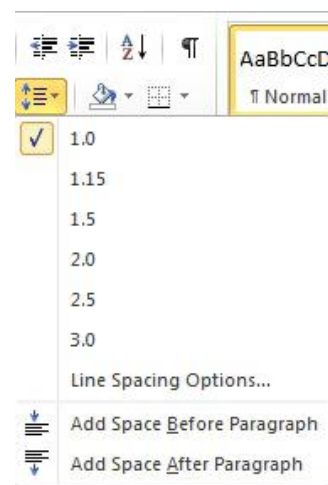 A
Z
¶
AaBbCcD
¶ Normal
1.0
1.15
1.5
2.0
2.5
3.0
Line Spacing Options...
Add Space Before Paragraph
Add Space After Paragraph